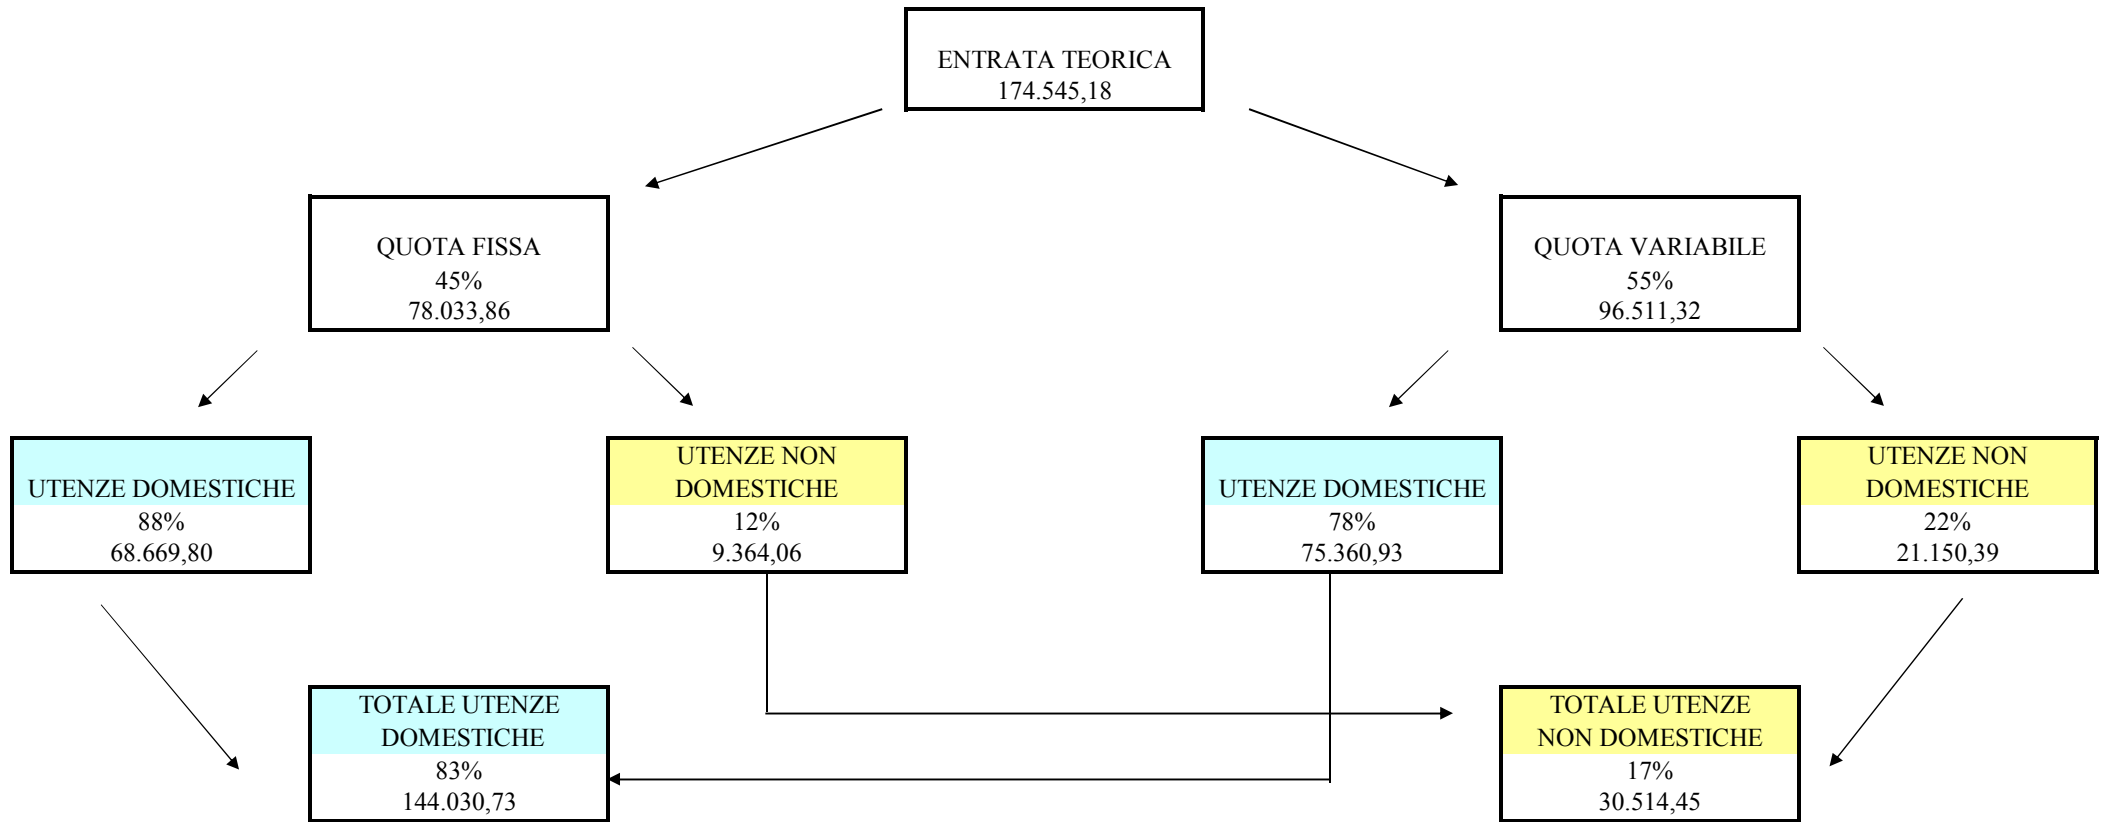 ENTRATA TEORICA
174.545,18
QUOTA FISSA
45%
78.033,86
QUOTA VARIABILE
55%
96.511,32
UTENZE DOMESTICHE
88%
68.669,80
UTENZE NON
DOMESTICHE
12%
9.364,06
UTENZE DOMESTICHE
78%
75.360,93
UTENZE NON
DOMESTICHE
22%
21.150,39
TOTALE UTENZE
DOMESTICHE
83%
144.030,73
TOTALE UTENZE
NON DOMESTICHE
17%
30.514,45